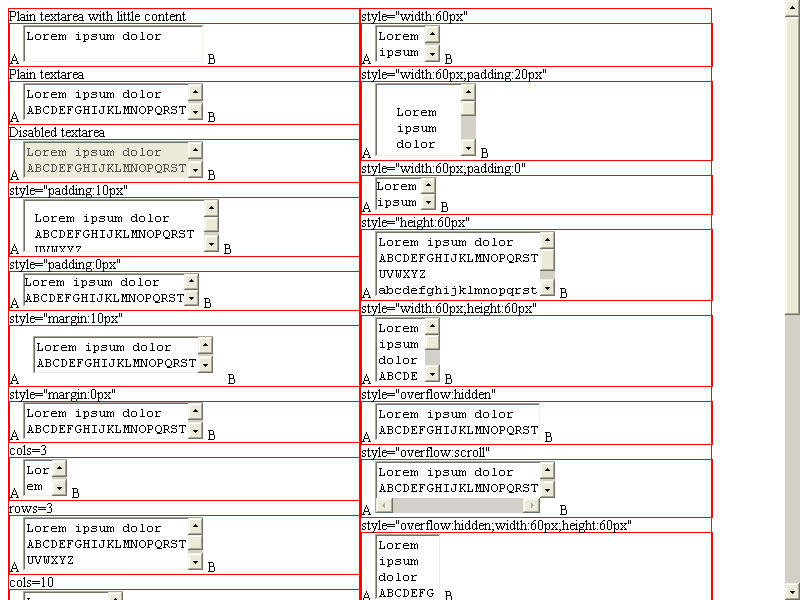 Plain textarea with little content
Lorem ipsum dolor
A B
Plain textarea
Lorem ipsum dolor
ABCDEFGHIJKLMNOPQRST
A B
Disabled textarea
Lorem ipsum dolor
ABCDEFGHIJKLMNOPQRST
A B
style="padding:10px"
Lorem ipsum dolor
ABCDEFGHIJKLMNOPQRST
UVWXYZ
A B
style="padding:0px"
Lorem ipsum dolor
ABCDEFGHIJKLMNOPQRST
A B
style="margin:10px"
Lorem ipsum dolor
ABCDEFGHIJKLMNOPQRST
A B
style="margin:0px"
Lorem ipsum dolor
ABCDEFGHIJKLMNOPQRST
A B
cols=3
Lor
em
A B
rows=3
Lorem ipsum dolor
ABCDEFGHIJKLMNOPQRST
UVWXYZ
A B
cols=10
style="width:60px"
Lorem
ipsum
A B
style="width:60px;padding:20px"
Lorem
ipsum
dolor
A B
style="width:60px;padding:0"
Lorem
ipsum
A B
style="height:60px"
Lorem ipsum dolor
ABCDEFGHIJKLMNOPQRST
UVWXYZ
abcdefghijklmnopqrst
A B
style="width:60px;height:60px"
Lorem
ipsum
dolor
ABCDE
A B
style="overflow:hidden"
Lorem ipsum dolor
ABCDEFGHIJKLMNOPQRST
A B
style="overflow:scroll"
Lorem ipsum dolor
ABCDEFGHIJKLMNOPQRST
A B
style="overflow:hidden;width:60px;height:60px"
Lorem
ipsum
dolor
ABCDEFG
A B